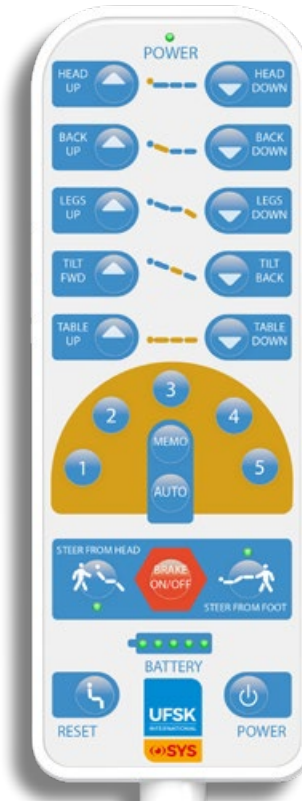 POWER
HEAD
UP
HEAD
DOWN
BACK
UP
BACK
DOWN
LEGS
UP
LEGS
DOWN
TILT
FWD
TILT
BACK
TABLE
UP
TABLE
DOWN
3
2
4
MEMO
1
5
AUTO
STEER FROM HEAD
BRAKE
ON/OFF
STEER FROM FOOT
BATTERY
RESET
POWER
UFSK
INTERNATIONAL
SYS